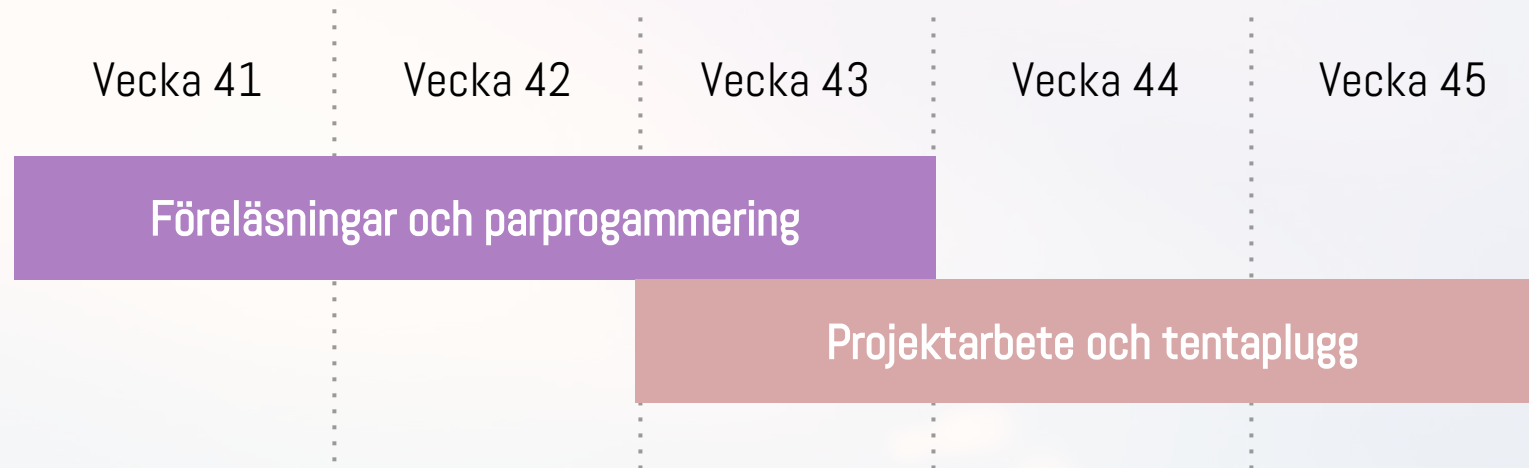 Vecka 41 Vecka 42 Vecka 43 Vecka 44 Vecka 45
Föreläsningar och parprogammering
Projektarbete och tentaplugg